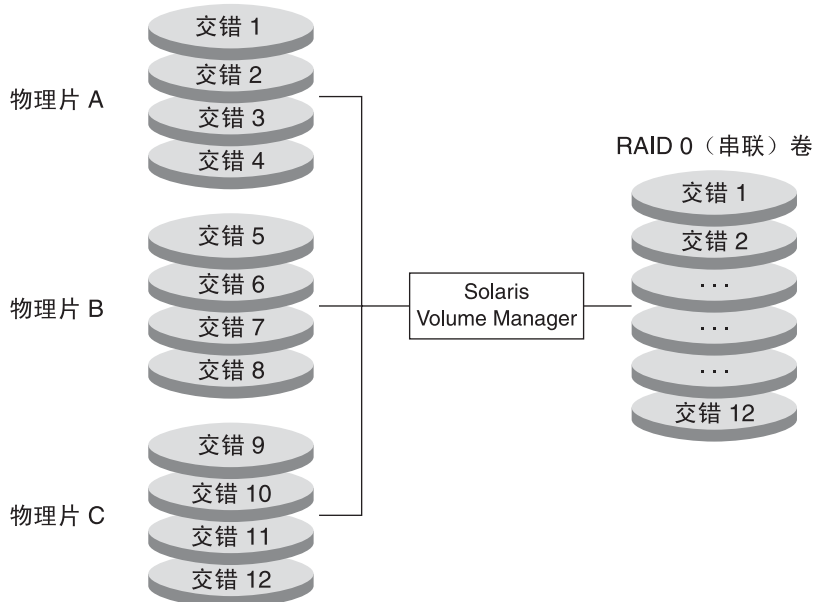 物理片 A
交错 1
交错 2
交错 3
交错 4
物理片 B
交错 5
交错 6
交错 7
交错 8
物理片 C
交错 9
交错 10
交错 11
交错 12
Solaris
Volume Manager
RAID 0（串联）卷
交错 1
交错 2
...
...
...
交错 12